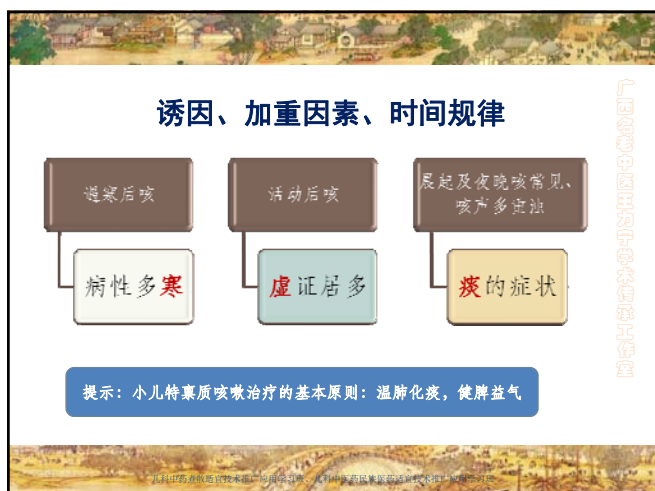 诱因、加重因素、时间规律
遇寒后咳
病性多寒
活动后咳
虚证居多
晨起及夜晚咳常见、
咳声多重浊
痰的症状
提示：小儿特禀质咳嗽治疗的基本原则：温肺化痰，健脾益气
广西名老中医王力宁学术传承工作室